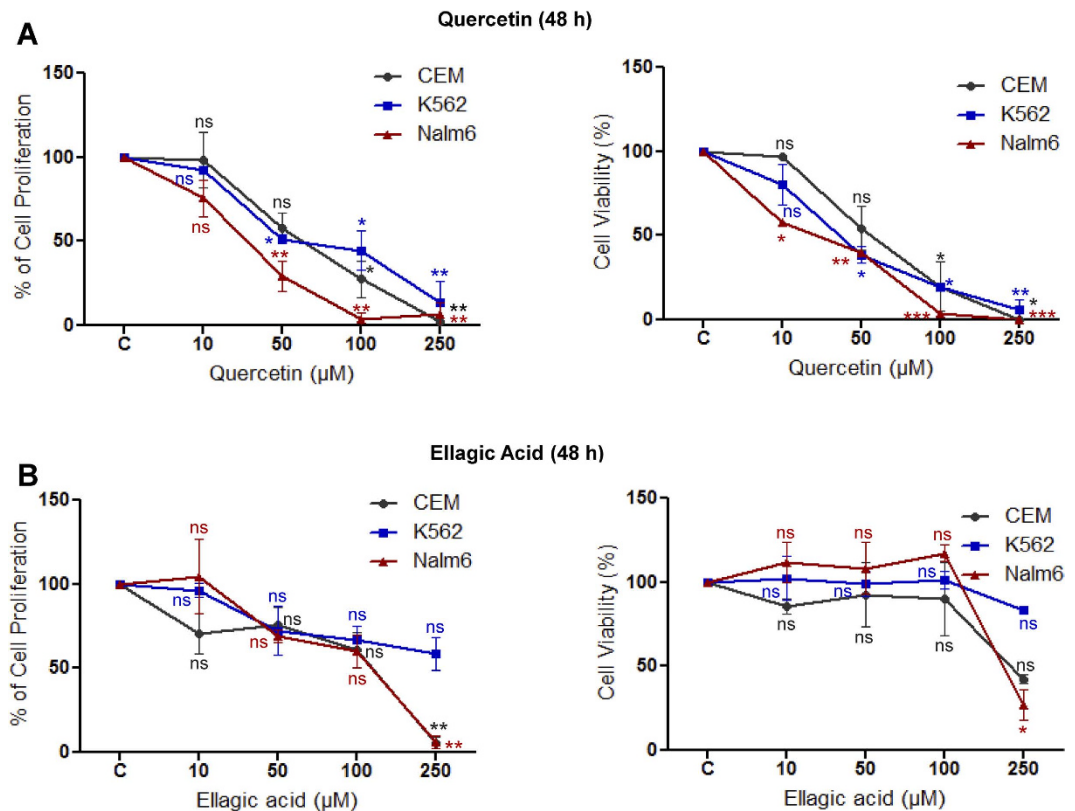 Quercetin (48 h)
A
150
100
50
0
% of Cell Proliferation
CEM
K562
Nalm6
ns
ns
ns
ns
*
**
*
*
**
**
**
**
C 10 50 100 250
Quercetin (µM)
150
100
50
0
Cell Viability (%)
CEM
K562
Nalm6
ns
ns
*
ns
**
*
*
*
***
**
*
***
C 10 50 100 250
Quercetin (µM)
Ellagic Acid (48 h)
B
150
100
50
0
% of Cell Proliferation
CEM
K562
Nalm6
ns
ns
ns
ns
ns
ns
ns
ns
ns
ns
**
**
C 10 50 100 250
Ellagic acid (µM)
150
100
50
0
Cell Viability (%)
CEM
K562
Nalm6
ns
ns
ns
ns
ns
ns
ns
ns
ns
ns
ns
*
C 10 50 100 250
Ellagic acid (µM)